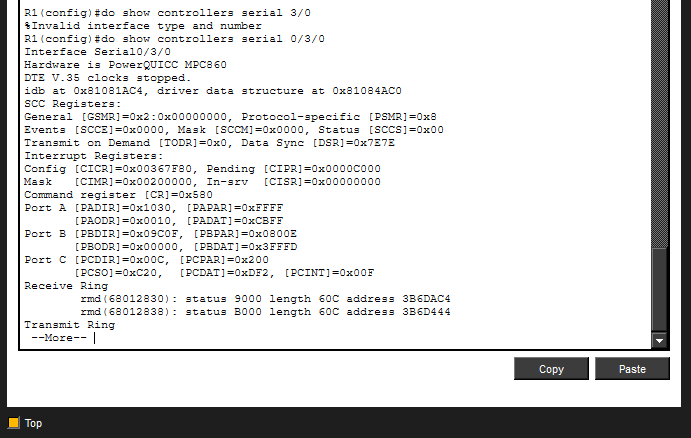 R1(config)#do show controllers serial 3/0
%Invalid interface type and number
R1(config)#do show controllers serial 0/3/0
Interface Serial0/3/0
Hardware is PowerQUICC MPC860
DTE V.35 clocks stopped.
idb at 0x81081AC4, driver data structure at 0x81084AC0
SCC Registers:
General [GSMR]=0x2:0x00000000, Protocol-specific [PSMR]=0x8
Events [SCCE]=0x0000, Mask [SCCM]=0x0000, Status [SCCS]=0x00
Transmit on Demand [TODR]=0x0, Data Sync [DSR]=0x7E7E
Interrupt Registers:
Config [CICR]=0x00367F80, Pending [CIPR]=0x0000C000
Mask   [CIMR]=0x00200000, In-srv  [CISR]=0x00000000
Command register [CR]=0x580
Port A [PADIR]=0x1030, [PAPAR]=0xFFFF
       [PAODR]=0x0010, [PADAT]=0xCBFF
Port B [PBDIR]=0x09C0F, [PBPAR]=0x0800E
       [PBODR]=0x00000, [PBDAT]=0x3FFFD
Port C [PCDIR]=0x00C, [PCPAR]=0x200
       [PCSO]=0xC20,  [PCDAT]=0xDF2, [PCINT]=0x00F
Receive Ring
        rmd(68012830): status 9000 length 60C address 3B6DAC4
        rmd(68012838): status B000 length 60C address 3B6D444
Transmit Ring
 --More--
Copy Paste
Top